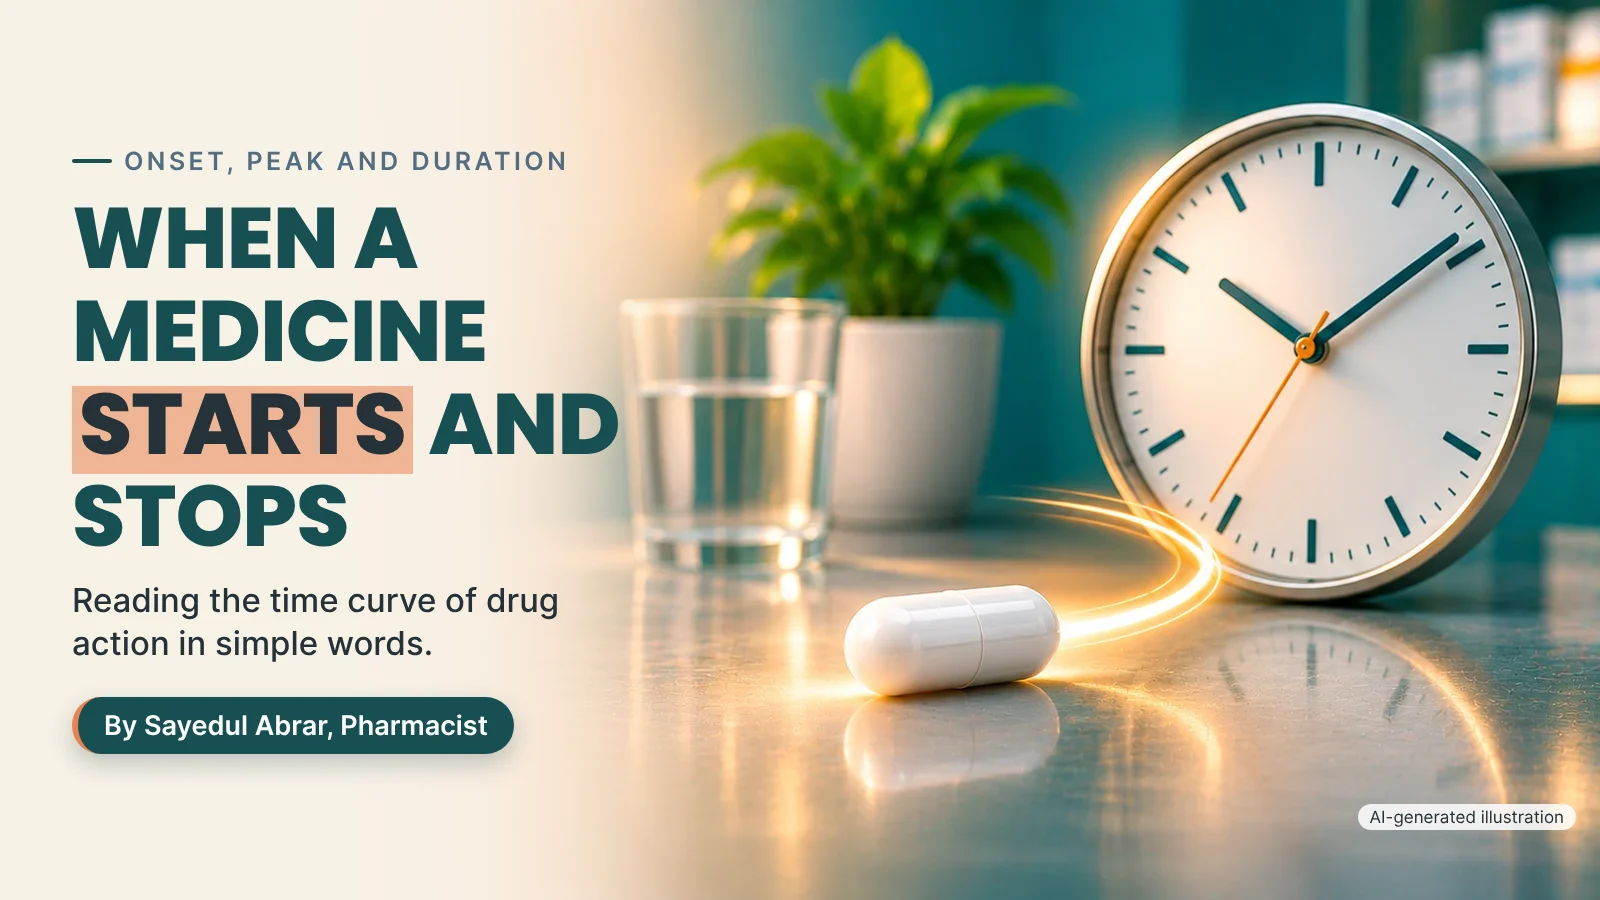 ONSET, PEAK AND DURATION
WHEN A
MEDICINE
STARTS AND
STOPS
Reading the time curve of drug
action in simple words.
By Sayedul Abrar, Pharmacist
AI-generated illustration